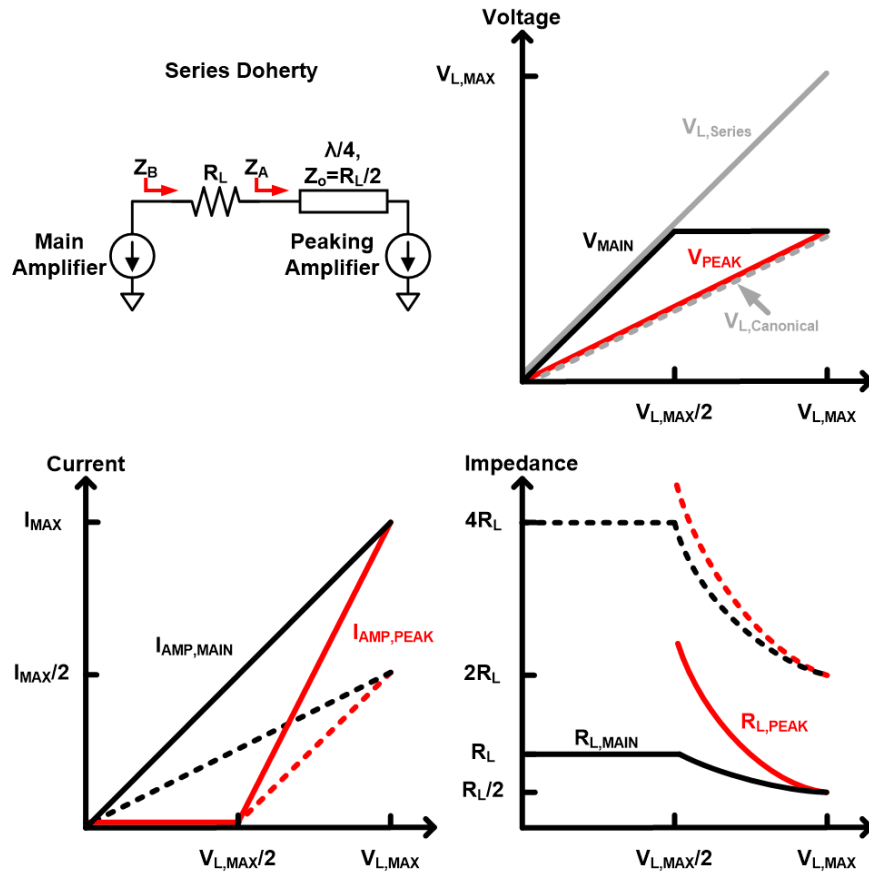 Series Doherty
Z_B
R_L
Z_A
λ/4,
Z_o=R_L/2
Main
Amplifier
Peaking
Amplifier
Voltage
V_L,MAX
V_L,Series
V_MAIN
V_PEAK
V_L,Canonical
V_L,MAX/2
V_L,MAX
Current
I_MAX
I_AMP,MAIN
I_AMP,PEAK
I_MAX/2
V_L,MAX/2
V_L,MAX
Impedance
4R_L
2R_L
R_L,PEAK
R_L,MAIN
R_L
R_L/2
V_L,MAX/2
V_L,MAX